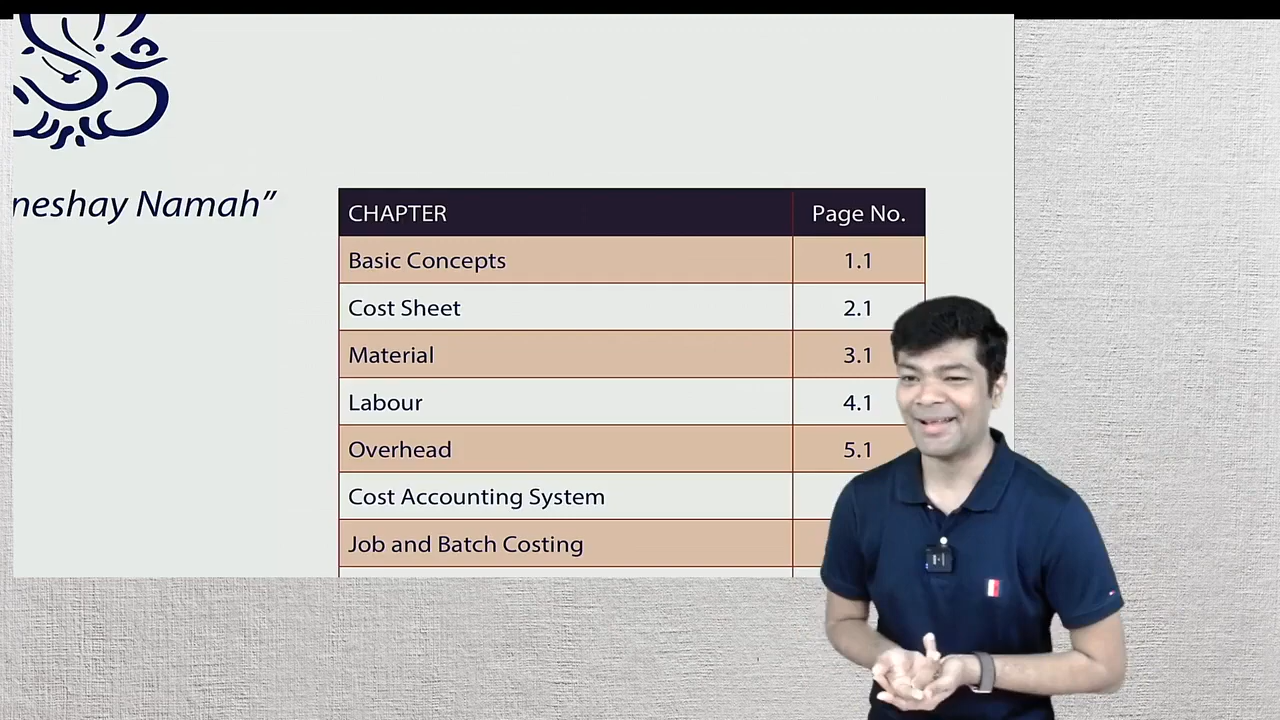 neshay Namah”
CHAPTER Page No.
Basic Concepts 1.1
Cost Sheet 2.1
Material 3.1
Labour 4.1
Overhead 5.1
Cost Accounting System
Job and Batch Costing